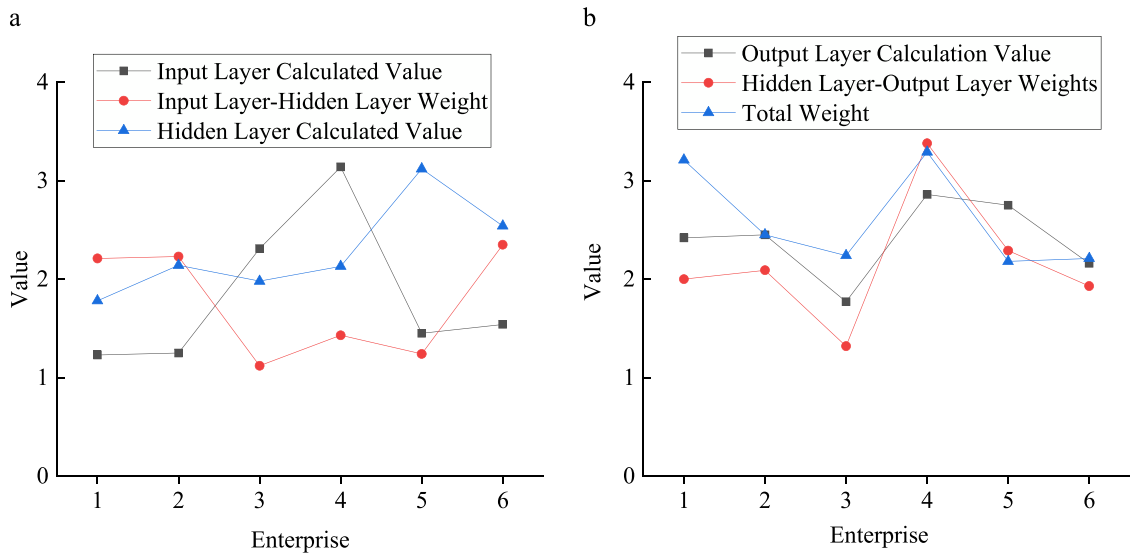 a
Input Layer Calculated Value
Input Layer-Hidden Layer Weight
Hidden Layer Calculated Value
4
3
2
1
0
Value
1 2 3 4 5 6
Enterprise
b
Output Layer Calculation Value
Hidden Layer-Output Layer Weights
Total Weight
4
3
2
1
0
Value
1 2 3 4 5 6
Enterprise